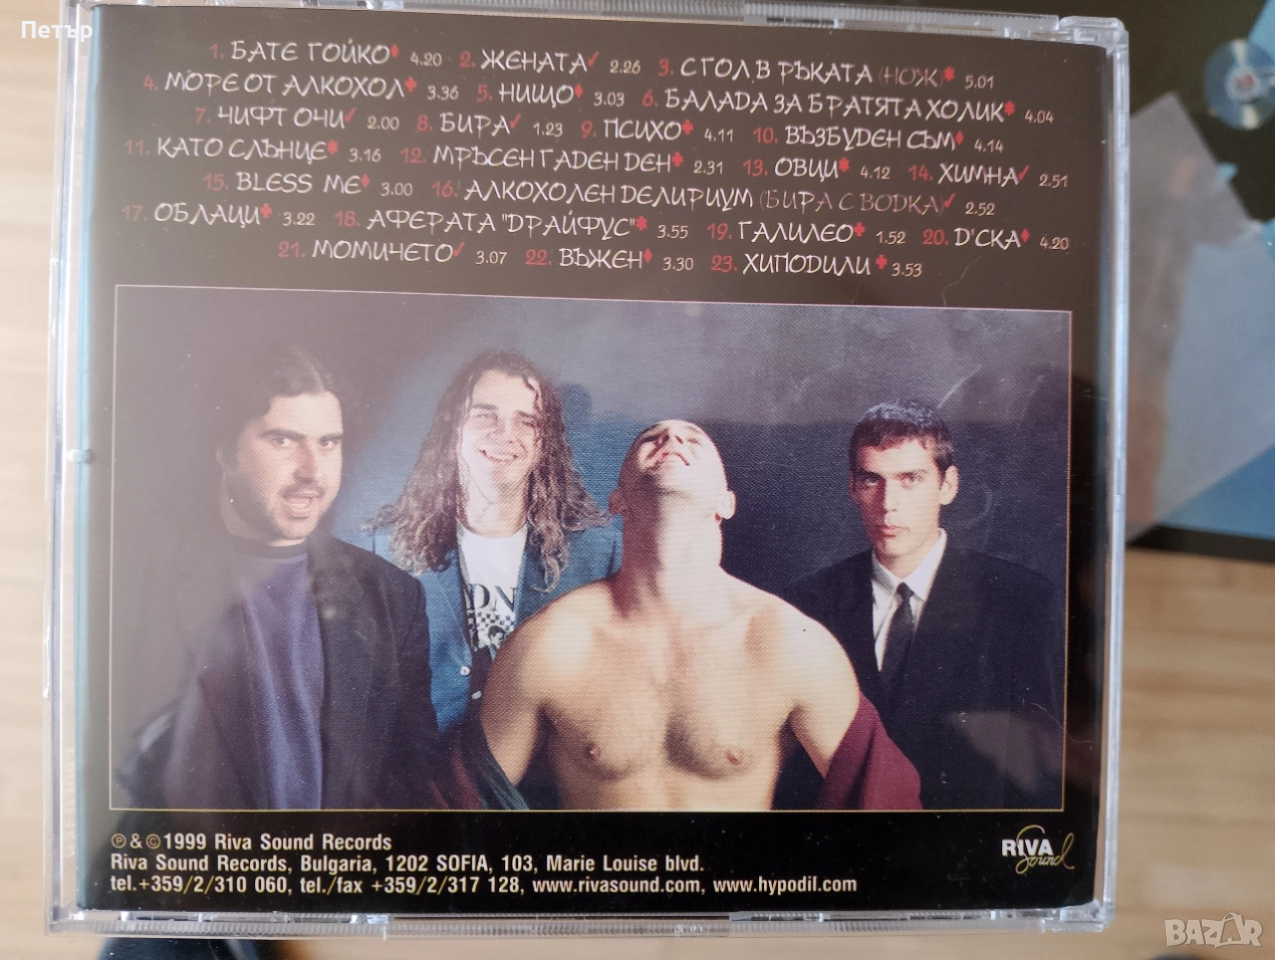 Петър
1. БАТЕ ГОЙКО♦ 4.20 2. ЖЕНАТА✓ 2.26 3. С ГОЛ, В РЪКАТА (НОЖ)* 5.01
4. МОРЕ ОТ АЛКОХОЛ* 3.36 5. НИЩО♦ 3.03 6. БАЛАДА ЗА БРАТЯТА ХОЛИК* 4.04
7. ЧИФТ ОЧИ✓ 2.00 8. БИРА✓ 1.23 9. ПСИХО♦ 4.11 10. ВЪЗБУДЕН СЪМ♦ 4.14
11. КАТО СЛЪНЦЕ* 3.16 12. МРЪСЕН ГАДЕН ДЕН* 2.31 13. ОВЦИ* 4.12 14. ХИМНА✓ 2.51
15. BLESS ME♦ 3.00 16. АЛКОХОЛЕН ДЕЛИРИУМ (БИРА С ВОДКА)✓ 2.52
17. ОБЛАЦИ* 3.22 18. АФЕРАТА "ДРАЙФУС"* 3.55 19. ГАЛИЛЕО* 1.52 20. Д'СКА♦ 4.20
21. МОМИЧЕТО✓ 3.07 22. ВЪЖЕН♦ 3.30 23. ХИПОДИЛИ* 3.53
DN
℗ & © 1999 Riva Sound Records
Riva Sound Records, Bulgaria, 1202 SOFIA, 103, Marie Louise blvd.
tel.+359/2/310 060, tel./fax +359/2/317 128, www.rivasound.com, www.hypodil.com
RIVA
Sound
BAZAR